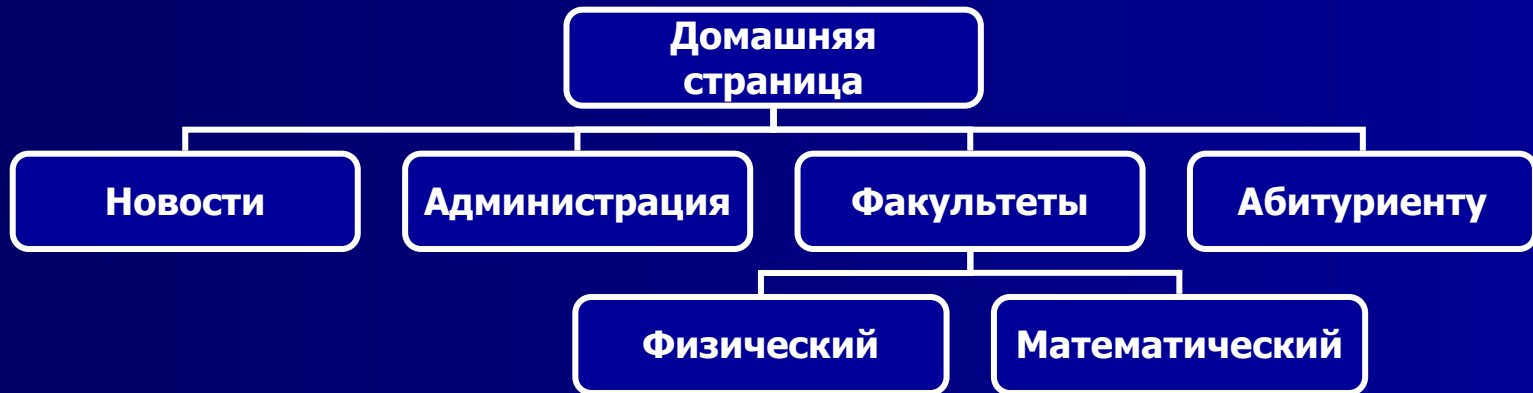 Домашняя
страница
Новости
Администрация
Факультеты
Абитуриенту
Физический
Математический